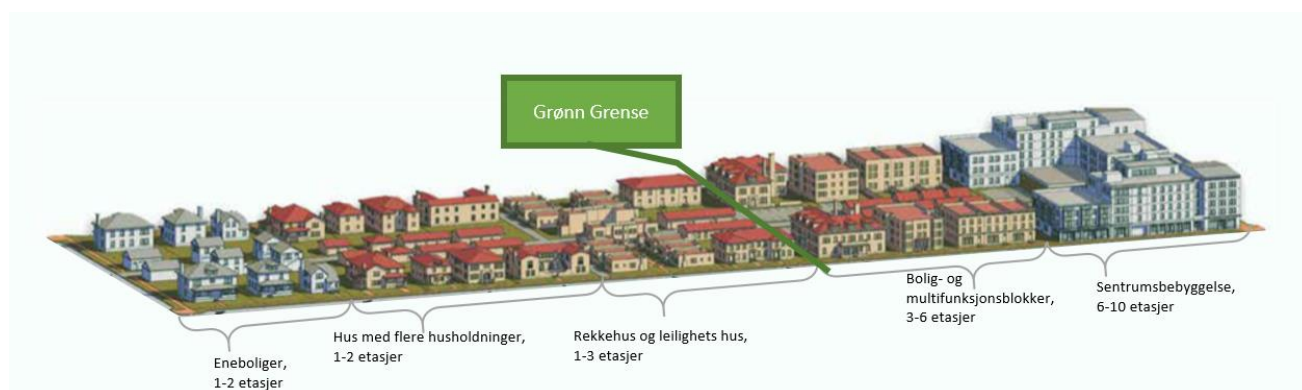 Grønn Grense
Eneboliger,
1-2 etasjer
Hus med flere husholdninger,
1-2 etasjer
Rekkehus og leilighets hus,
1-3 etasjer
Bolig- og
multifunksjonsblokker,
3-6 etasjer
Sentrumsbebyggelse,
6-10 etasjer